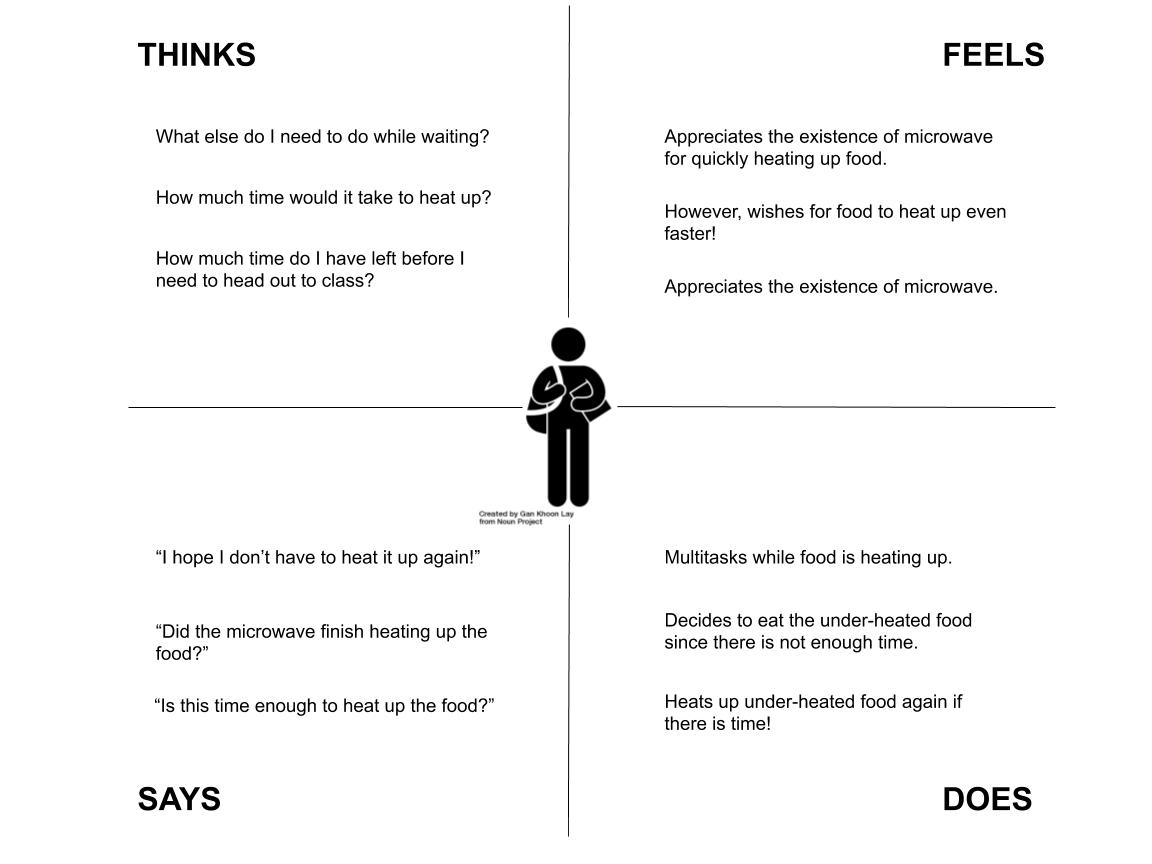 THINKS
What else do I need to do while waiting?
How much time would it take to heat up?
How much time do I have left before I
need to head out to class?
FEELS
Appreciates the existence of microwave
for quickly heating up food.
However, wishes for food to heat up even
faster!
Appreciates the existence of microwave.
Created by Gan Khoon Lay
from Noun Project
“I hope I don’t have to heat it up again!”
“Did the microwave finish heating up the
food?”
“Is this time enough to heat up the food?”
SAYS
Multitasks while food is heating up.
Decides to eat the under-heated food
since there is not enough time.
Heats up under-heated food again if
there is time!
DOES